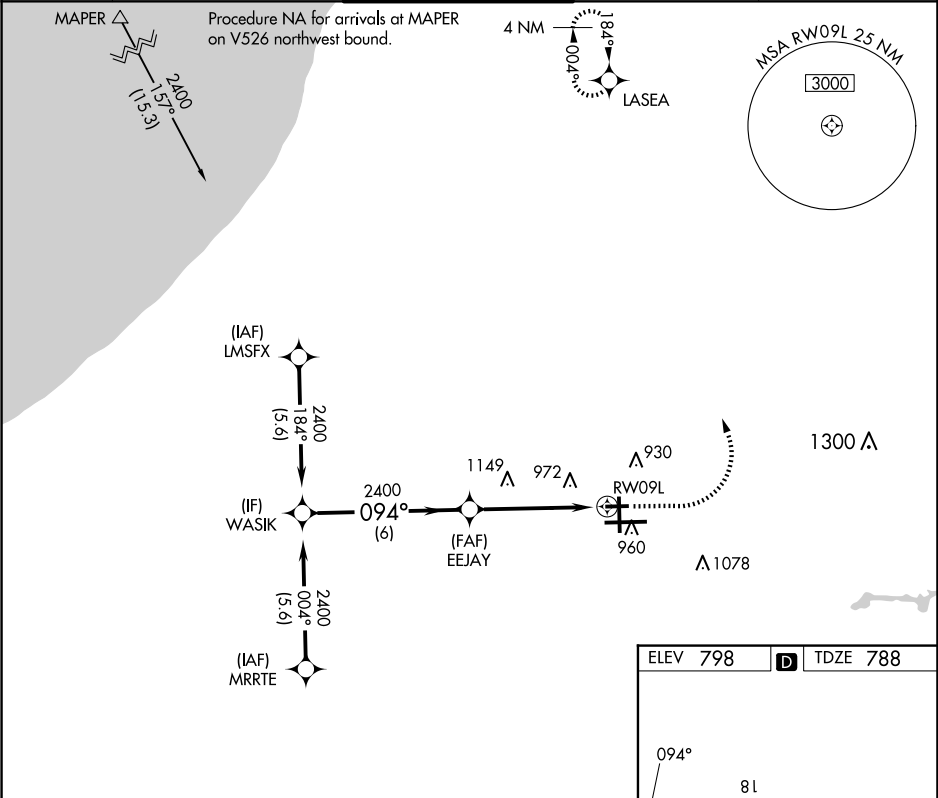 MAPER
Procedure NA for arrivals at MAPER
on V526 northwest bound.
4 NM
184°
004°
LASEA
MSA RW09L 25 NM
3000
2400
157°
(15.3)
(IAF)
LMSFX
2400
184°
(5.6)
1300
1149
972
930
RW09L
(IF)
WASIK
2400
094°
(6)
(FAF)
EEJAY
960
1078
2400
004°
(5.6)
(IAF)
MRRTE
ELEV 798
D
TDZE 788
094°
18L